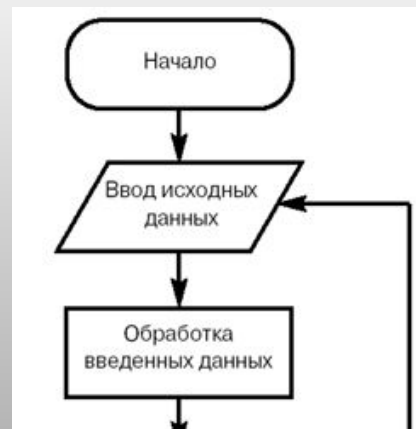 Начало
Ввод исходных
данных
Обработка
введенных данных